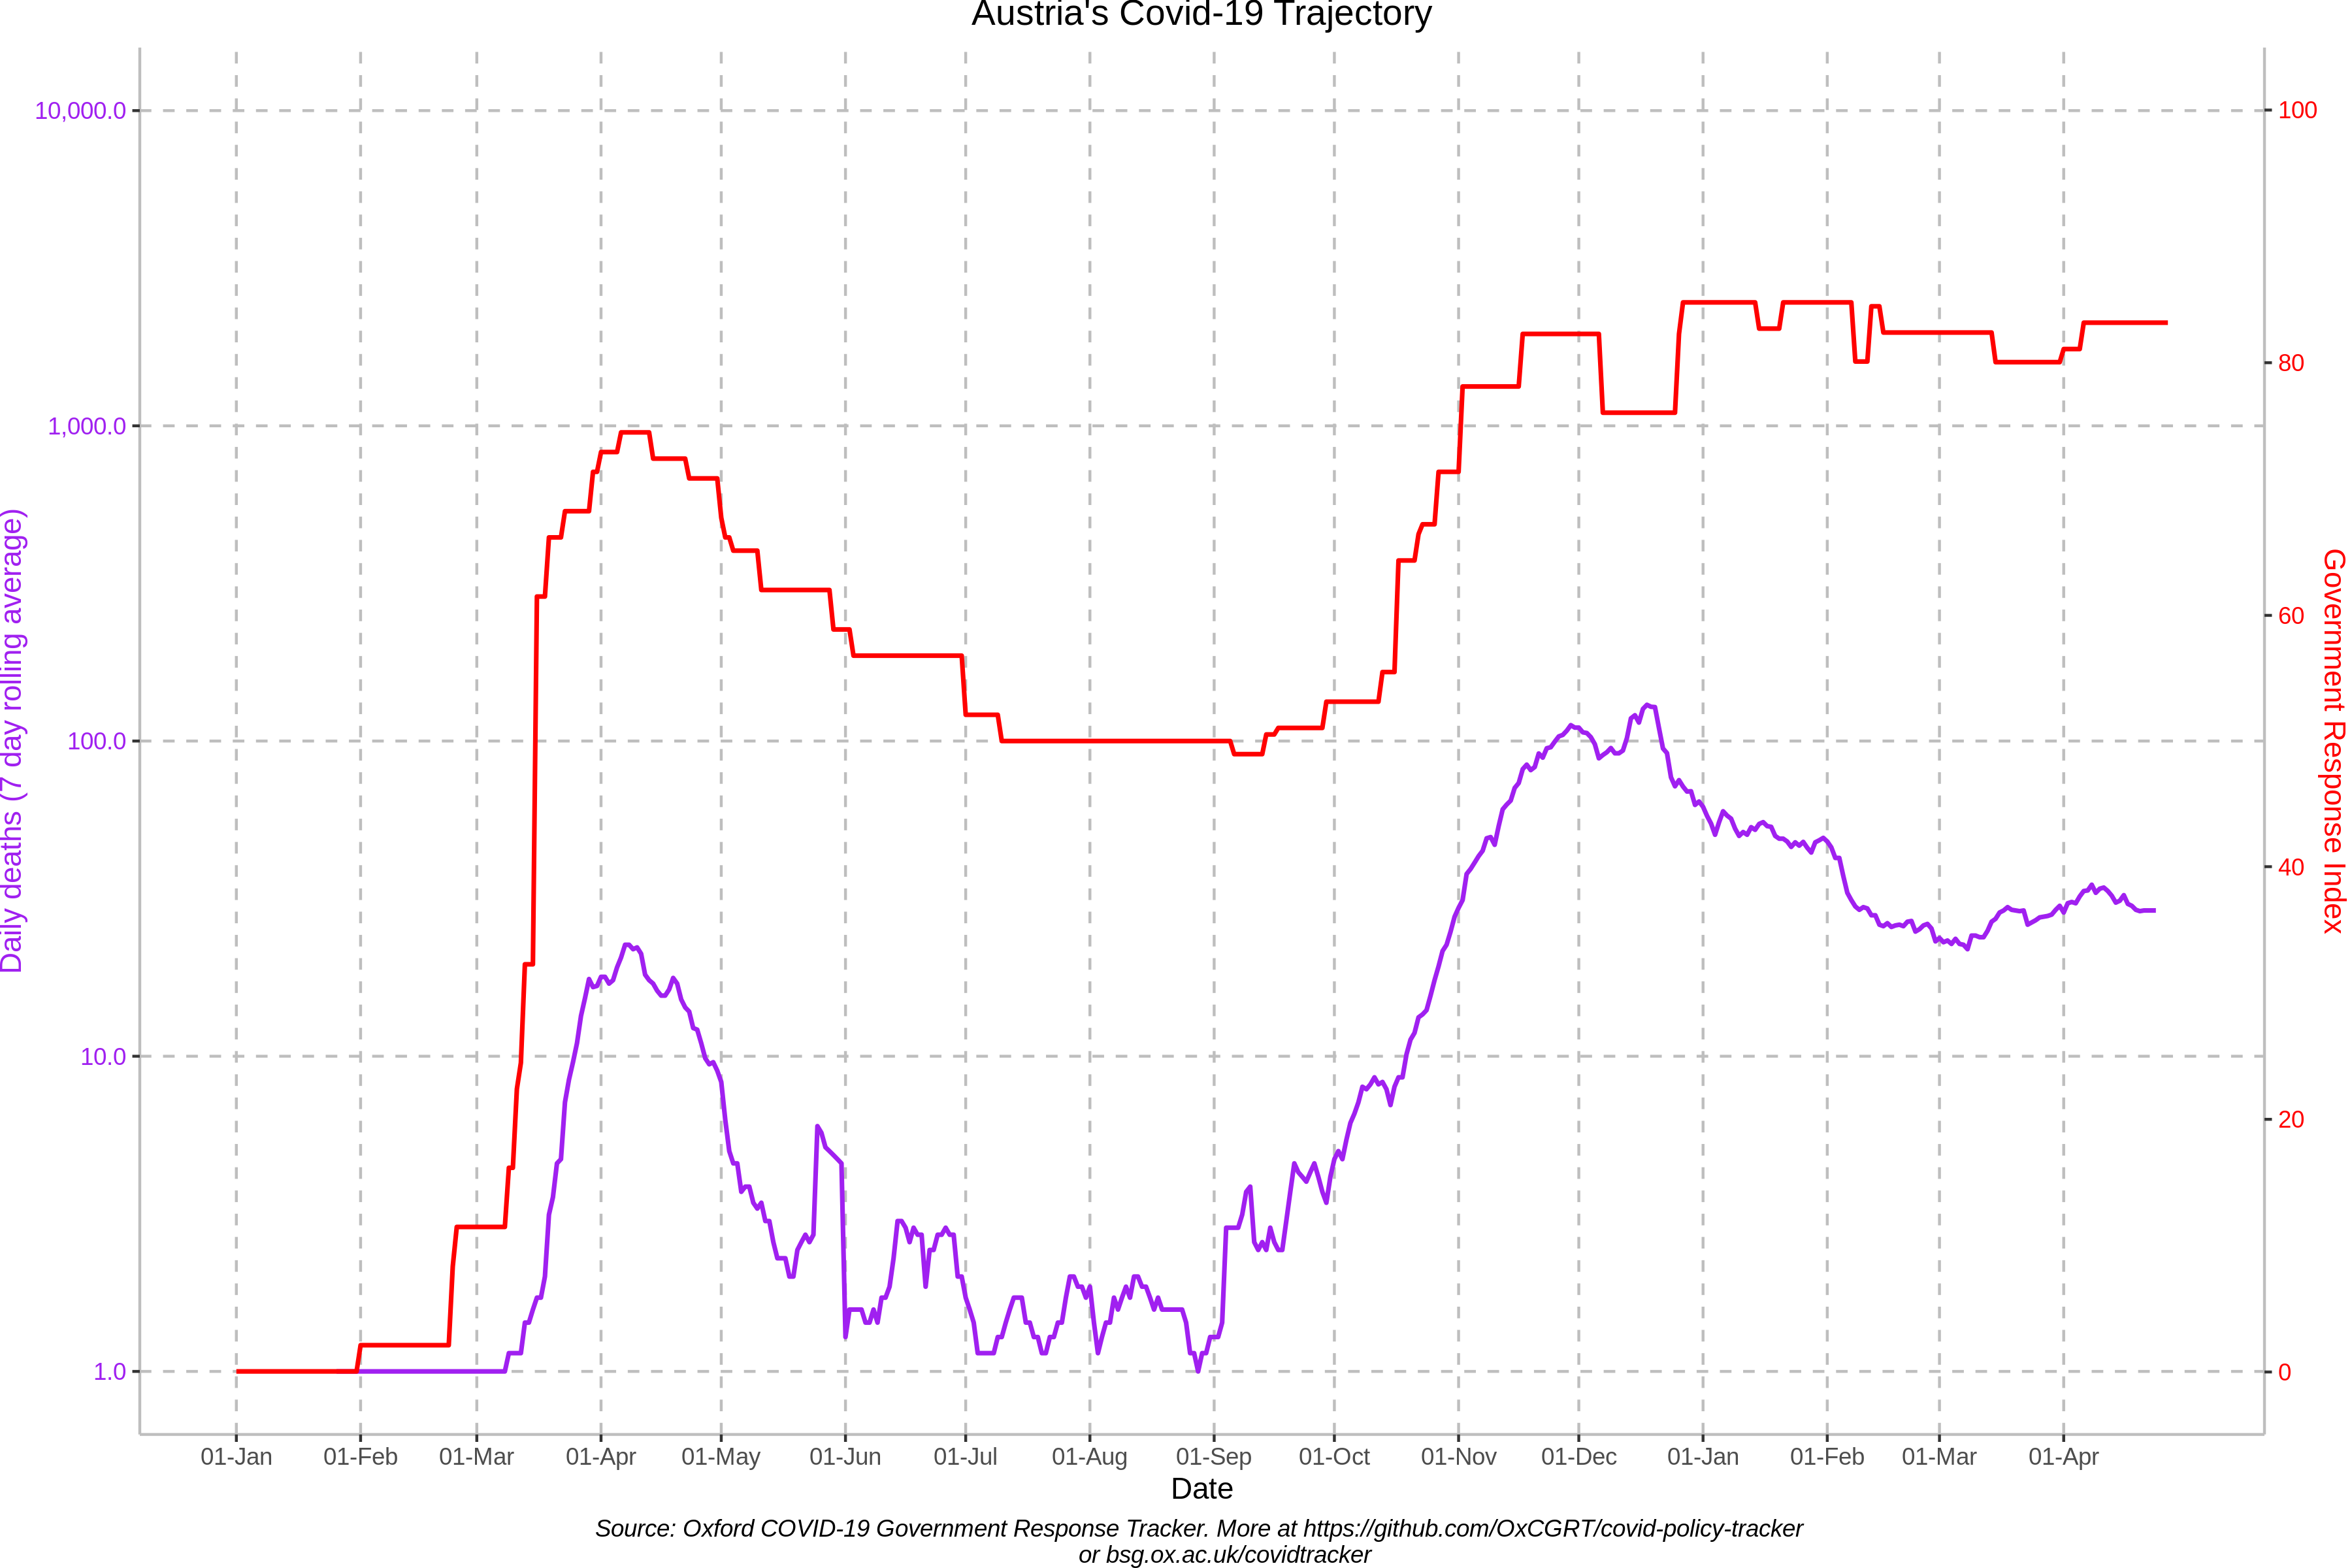 Austria's Covid-19 Trajectory
10,000.0
1,000.0
100.0
10.0
1.0
Daily deaths (7 day rolling average)
100
80
60
40
20
0
Government Response Index
01-Jan 01-Feb 01-Mar 01-Apr 01-May 01-Jun 01-Jul 01-Aug 01-Sep 01-Oct 01-Nov 01-Dec 01-Jan 01-Feb 01-Mar 01-Apr
Date
Source: Oxford COVID-19 Government Response Tracker. More at https://github.com/OxCGRT/covid-policy-tracker
or bsg.ox.ac.uk/covidtracker